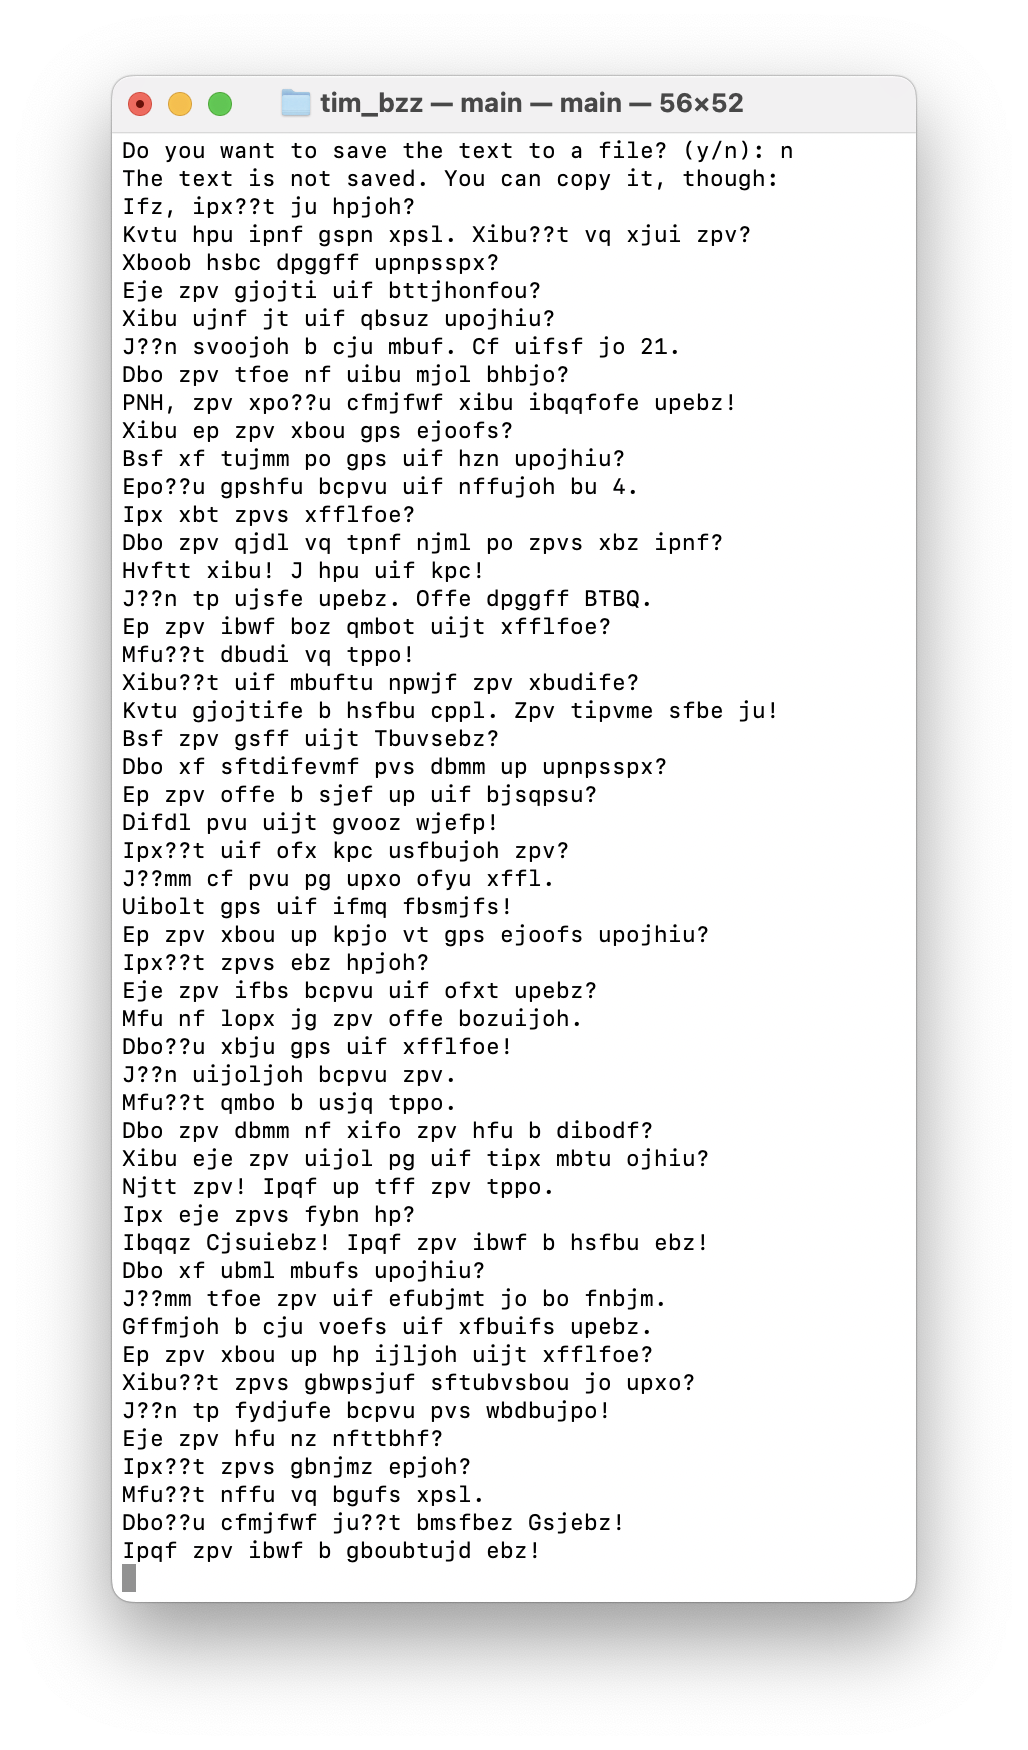 tim_bzz — main — main — 56×52
Do you want to save the text to a file? (y/n): n
The text is not saved. You can copy it, though:
Ifz, ipx??t ju hpjoh?
Kvtu hpu ipnf gspn xpsl. Xibu??t vq xjui zpv?
Xboob hsbc dpggff upnpsspx?
Eje zpv gjojti uif bttjhonfou?
Xibu ujnf jt uif qbsuz upojhiu?
J??n svoojoh b cju mbuf. Cf uifsf jo 21.
Dbo zpv tfoe nf uibu mjol bhbjo?
PNH, zpv xpo??u cfmjfwf xibu ibqqfofe upebz!
Xibu ep zpv xbou gps ejoofs?
Bsf xf tujmm po gps uif hzn upojhiu?
Epo??u gpshfu bcpvu uif nffujoh bu 4.
Ipx xbt zpvs xfflfoe?
Dbo zpv qjdl vq tpnf njml po zpvs xbz ipnf?
Hvftt xibu! J hpu uif kpc!
J??n tp ujsfe upebz. Offe dpggff BTBQ.
Ep zpv ibwf boz qmbot uijt xfflfoe?
Mfu??t dbudi vq tppo!
Xibu??t uif mbuftu npwjf zpv xbudife?
Kvtu gjojtife b hsfbu cppl. Zpv tipvme sfbe ju!
Bsf zpv gsff uijt Tbuvsebz?
Dbo xf sftdifevmf pvs dbmm up upnpsspx?
Ep zpv offe b sjef up uif bjsqpsu?
Difdl pvu uijt gvooz wjefp!
Ipx??t uif ofx kpc usfbujoh zpv?
J??mm cf pvu pg upxo ofyu xffl.
Uibolt gps uif ifmq fbsmjfs!
Ep zpv xbou up kpjo vt gps ejoofs upojhiu?
Ipx??t zpvs ebz hpjoh?
Eje zpv ifbs bcpvu uif ofxt upebz?
Mfu nf lopx jg zpv offe bozuijoh.
Dbo??u xbju gps uif xfflfoe!
J??n uijoljoh bcpvu zpv.
Mfu??t qmbo b usjq tppo.
Dbo zpv dbmm nf xifo zpv hfu b dibodf?
Xibu eje zpv uijol pg uif tipx mbtu ojhiu?
Njtt zpv! Ipqf up tff zpv tppo.
Ipx eje zpvs fybn hp?
Ibqqz Cjsuiebz! Ipqf zpv ibwf b hsfbu ebz!
Dbo xf ubml mbufs upojhiu?
J??mm tfoe zpv uif efubjmt jo bo fnbjm.
Gffmjoh b cju voefs uif xfbuifs upebz.
Ep zpv xbou up hp ijljoh uijt xfflfoe?
Xibu??t zpvs gbwpsjuf sftubvsbou jo upxo?
J??n tp fydjufe bcpvu pvs wbdbujpo!
Eje zpv hfu nz nfttbhf?
Ipx??t zpvs gbnjmz epjoh?
Mfu??t nffu vq bgufs xpsl.
Dbo??u cfmjfwf ju??t bmsfbez Gsjebz!
Ipqf zpv ibwf b gboubtujd ebz!